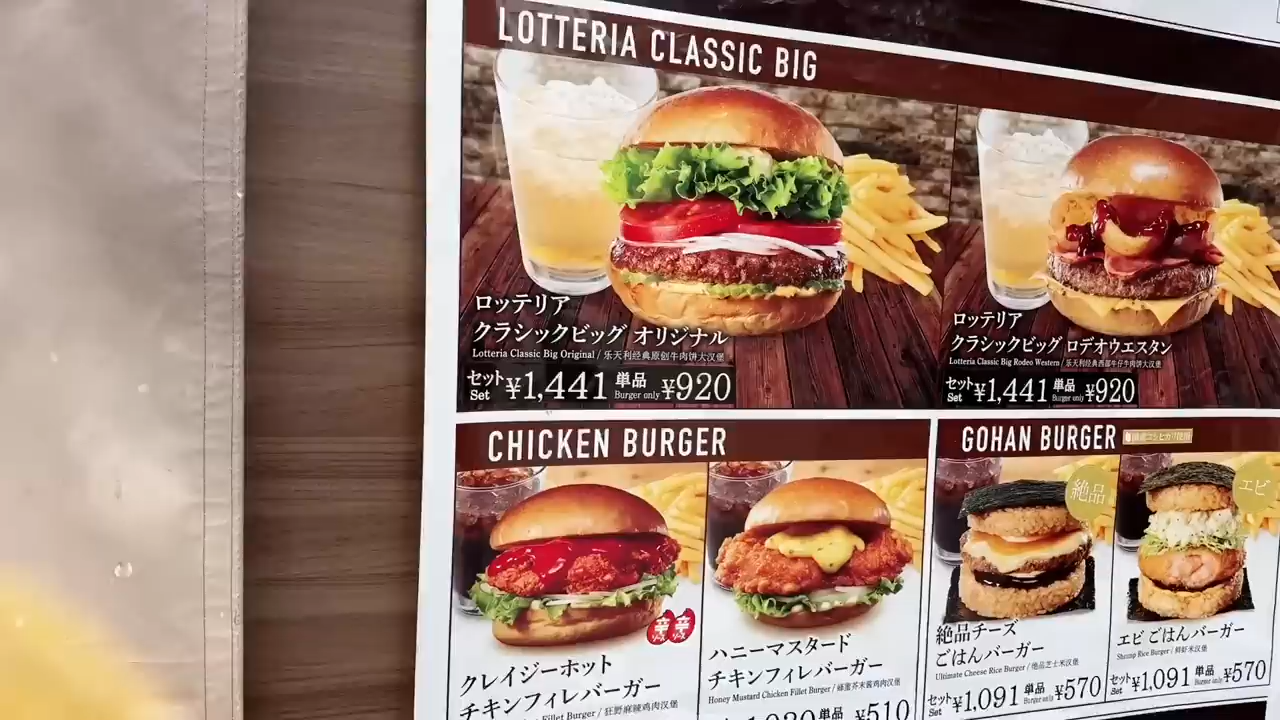 LOTTERIA CLASSIC BIG
ロッテリア
クラシックビッグ オリジナル
Lotteria Classic Big Original / 乐天利经典原创牛肉饼大汉堡
セット Set ¥1,441 単品 Burger only ¥920
ロッテリア
クラシックビッグ ロデオウエスタン
Lotteria Classic Big Rodeo Western / 乐天利经典西部牛仔牛肉饼大汉堡
セット Set ¥1,441 単品 Burger only ¥920
CHICKEN BURGER
辛 ソース 辛 ソース
クレイジーホット
チキンフィレバーガー
Fillet Burger / 狂野麻辣鸡肉汉堡
ハニーマスタード
チキンフィレバーガー
Honey Mustard Chicken Fillet Burger / 蜂蜜芥末酱鸡肉汉堡
単品 ¥510
GOHAN BURGER
絶品
絶品チーズ
ごはんバーガー
Ultimate Cheese Rice Burger / 绝品芝士米汉堡
セット Set ¥1,091 単品 Burger only ¥570
エビ
エビ ごはんバーガー
Shrimp Rice Burger / 鲜虾米汉堡
セット Set ¥1,091 単品 Burger only ¥570